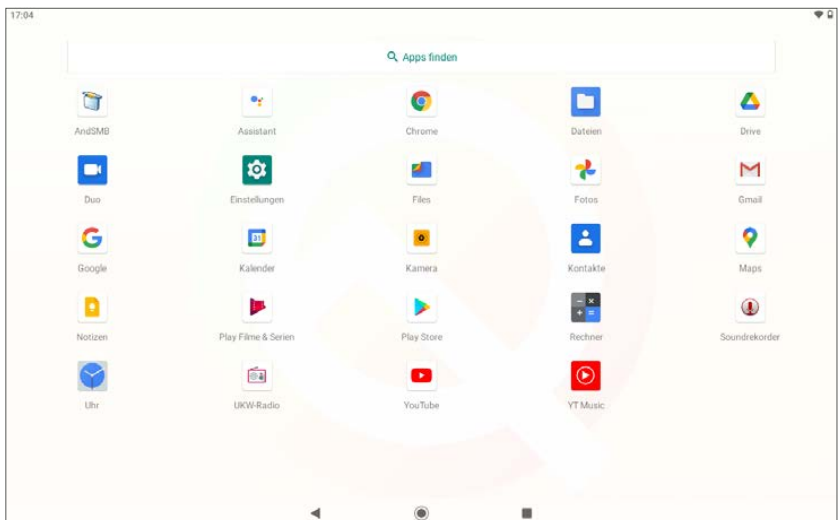 17:04
Apps finden
AndSMB Assistant Chrome Dateien Drive
Duo Einstellungen Files Fotos Gmail
31
Google Kalender Kamera Kontakte Maps
Notizen Play Filme & Serien Play Store Rechner Soundrekorder
Uhr UKW-Radio YouTube YT Music